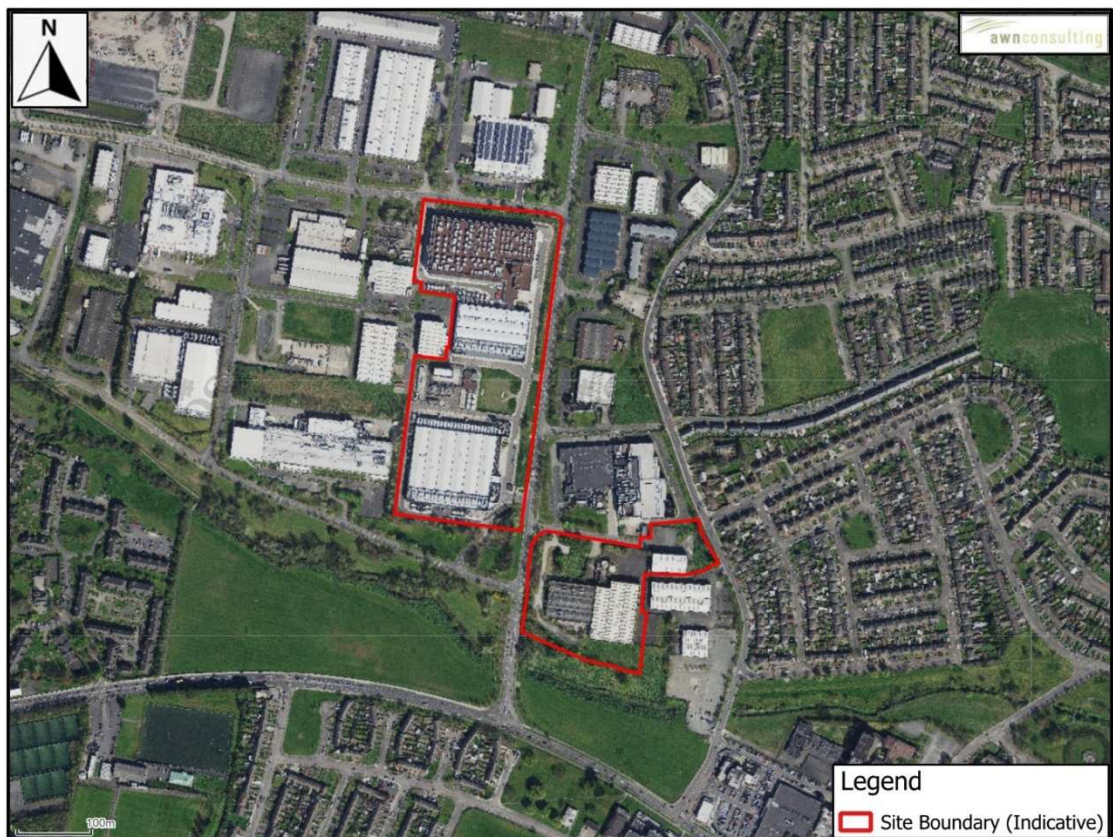 N
awnconsulting
100m
Legend
Site Boundary (Indicative)